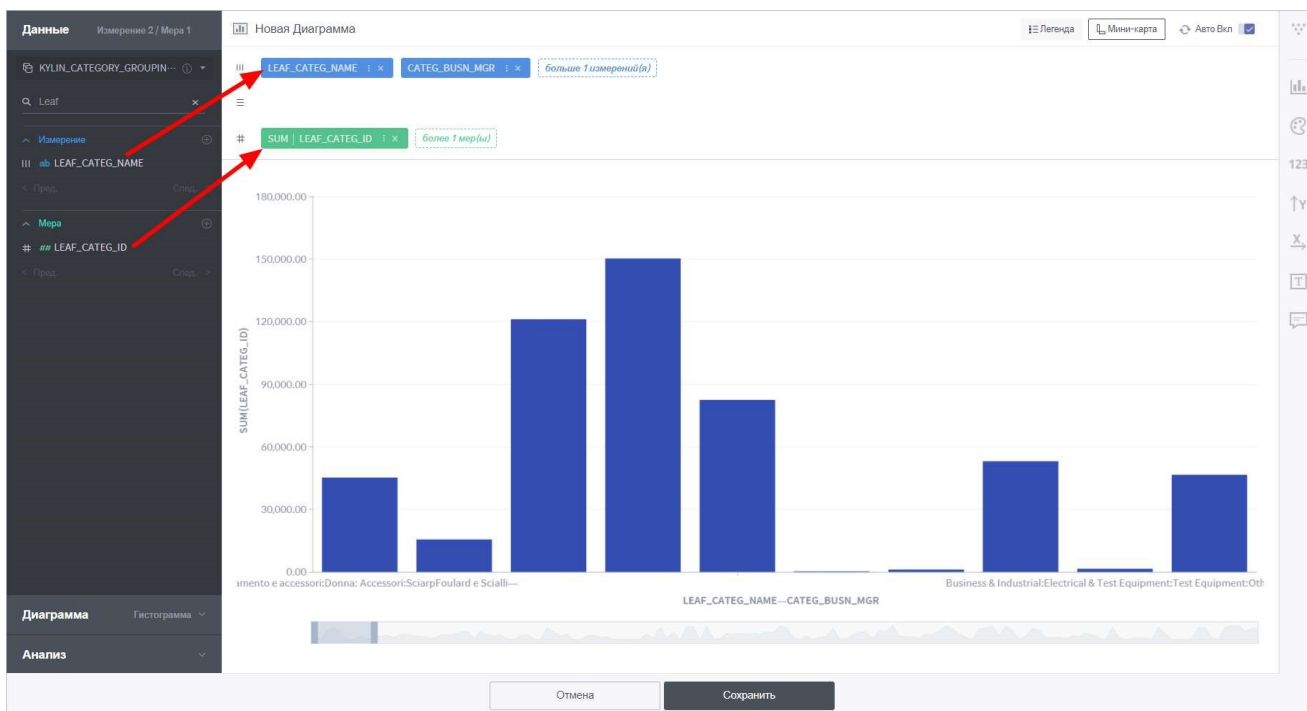 Данные Измерение 2 / Мера 1
Новая Диаграмма
Легенда Мини-карта Авто Вкл
KYLIN_CATEGORY_GROUPIN···
LEAF_CATEG_NAME CATEG_BUSN_MGR больше 1 измерений(я)
Leaf
Измерение
SUM | LEAF_CATEG_ID более 1 мер(ы)
ab LEAF_CATEG_NAME
123
< Пред. След. >
180,000.00
Y
Мера
## LEAF_CATEG_ID
X
150,000.00
< Пред. След. >
T
120,000.00
SUM(LEAF_CATEG_ID)
90,000.00
60,000.00
30,000.00
0.00
amento e accessori:Donna: Accessori:SciarpFoulard e Scialli—
Business & Industrial:Electrical & Test Equipment:Test Equipment:Oth
LEAF_CATEG_NAME—CATEG_BUSN_MGR
Диаграмма Гистограмма
Анализ
Отмена Сохранить